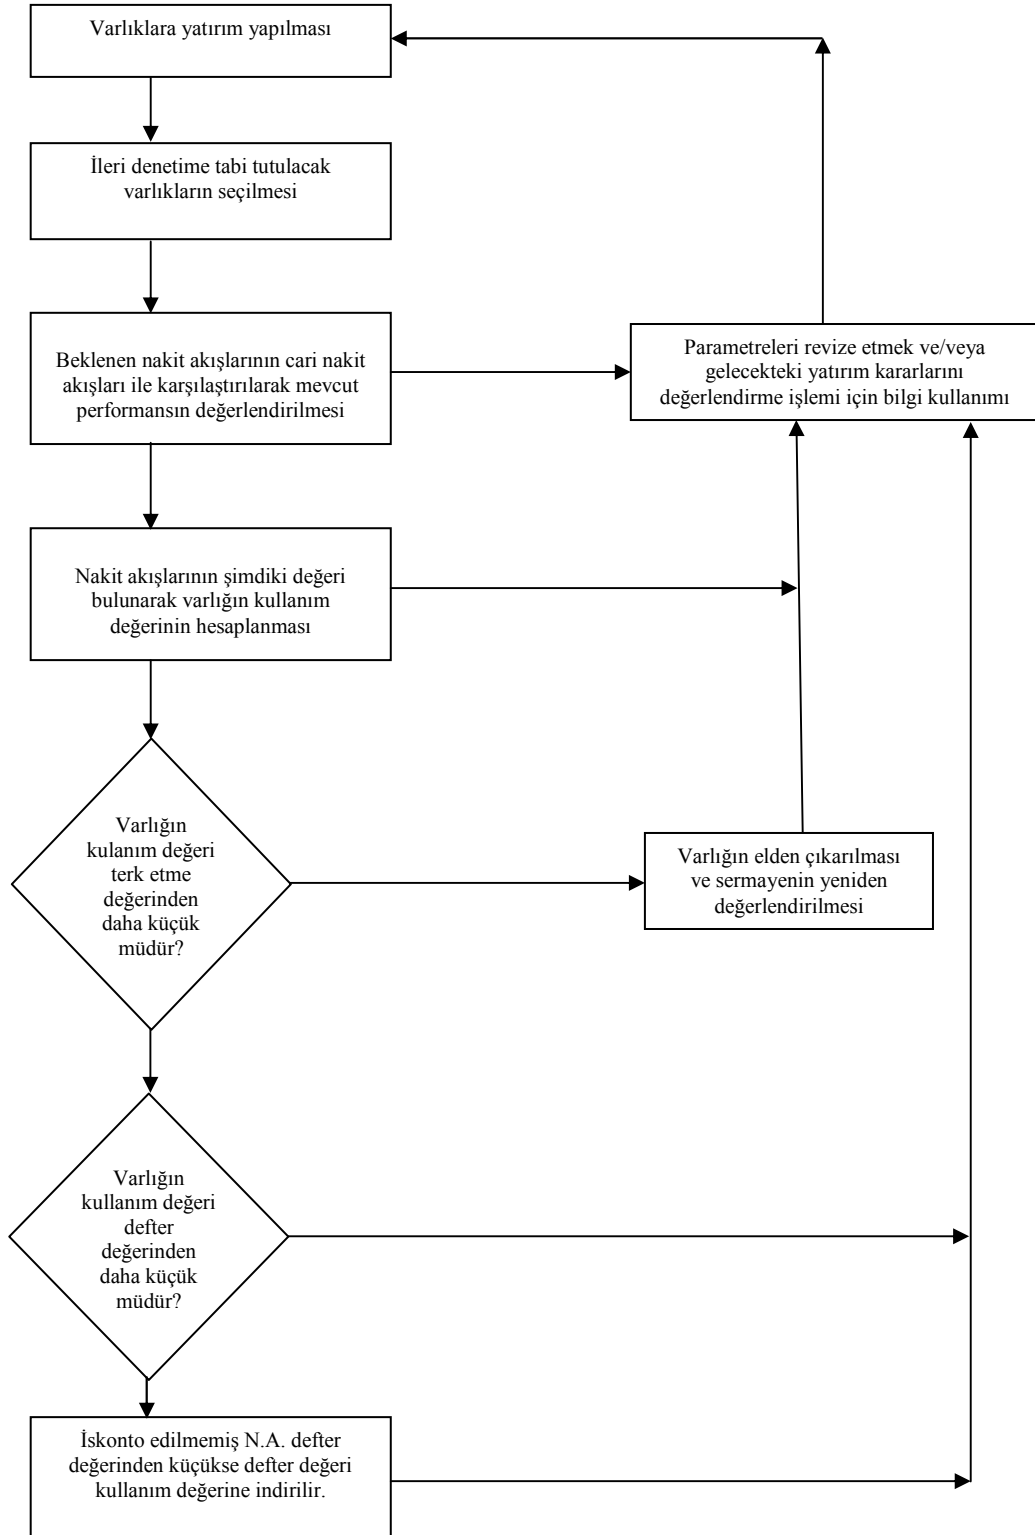 Varlıklara yatırım yapılması
İleri denetime tabi tutulacak
varlıkların seçilmesi
Beklenen nakit akışlarının cari nakit
akışları ile karşılaştırılarak mevcut
performansın değerlendirilmesi
Parametreleri revize etmek ve/veya
gelecekteki yatırım kararlarını
değerlendirme işlemi için bilgi kullanımı
Nakit akışlarının şimdiki değeri
bulunarak varlığın kullanım
değerinin hesaplanması
Varlığın
kulanım değeri
terk etme
değerinden
daha küçük
müdür?
Varlığın elden çıkarılması
ve sermayenin yeniden
değerlendirilmesi
Varlığın
kullanım değeri
defter
değerinden
daha küçük
müdür?
İskonto edilmemiş N.A. defter
değerinden küçükse defter değeri
kullanım değerine indirilir.